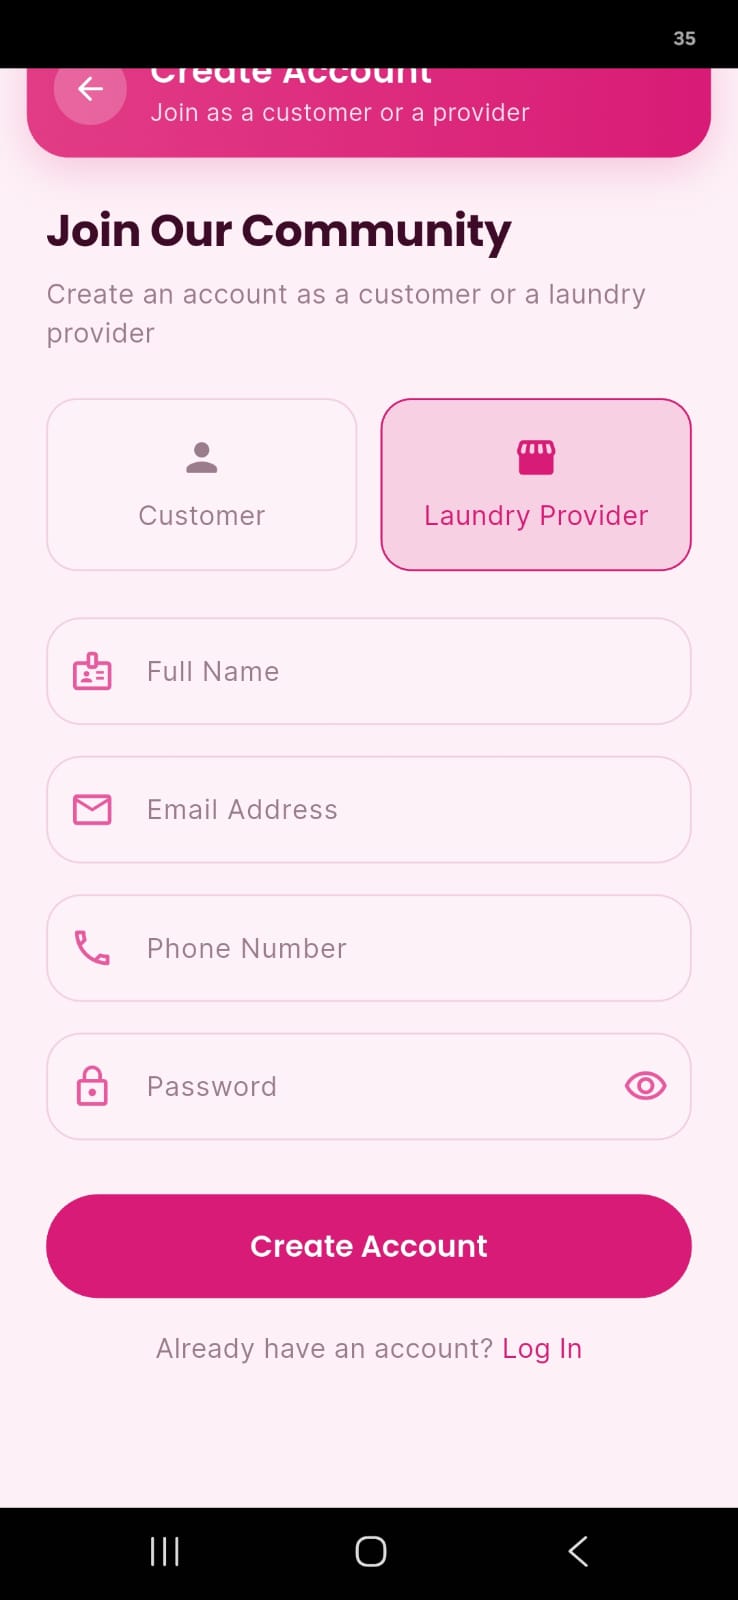 35
Create Account
Join as a customer or a provider
Join Our Community
Create an account as a customer or a laundry
provider
Customer
Laundry Provider
Full Name
Email Address
Phone Number
Password
Create Account
Already have an account? Log In